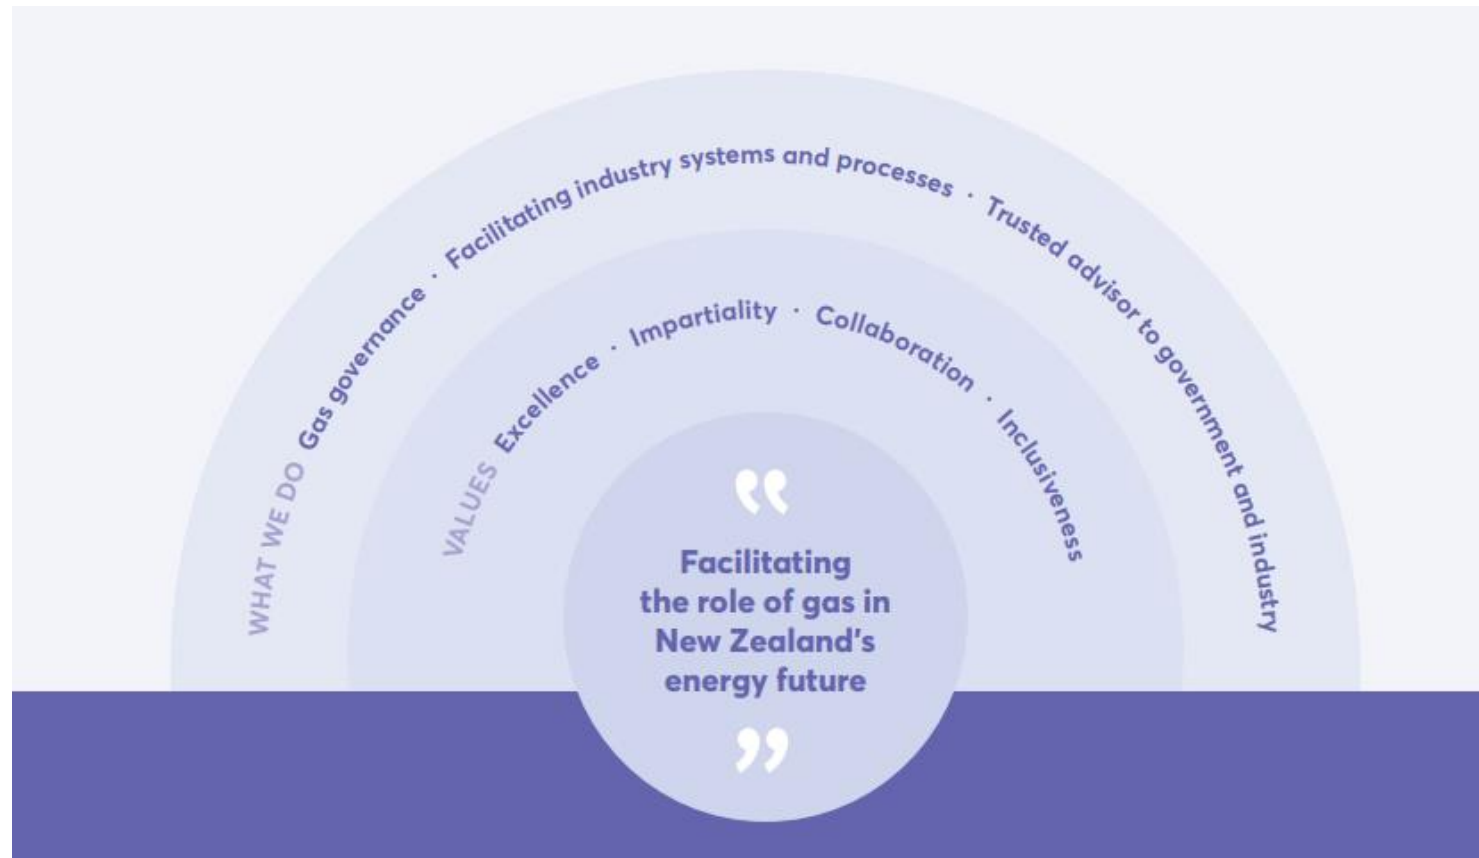 WHAT WE DO Gas governance · Facilitating industry systems and processes · Trusted advisor to government and industry
VALUES Excellence · Impartiality · Collaboration · Inclusiveness
“
Facilitating
the role of gas in
New Zealand's
energy future
”